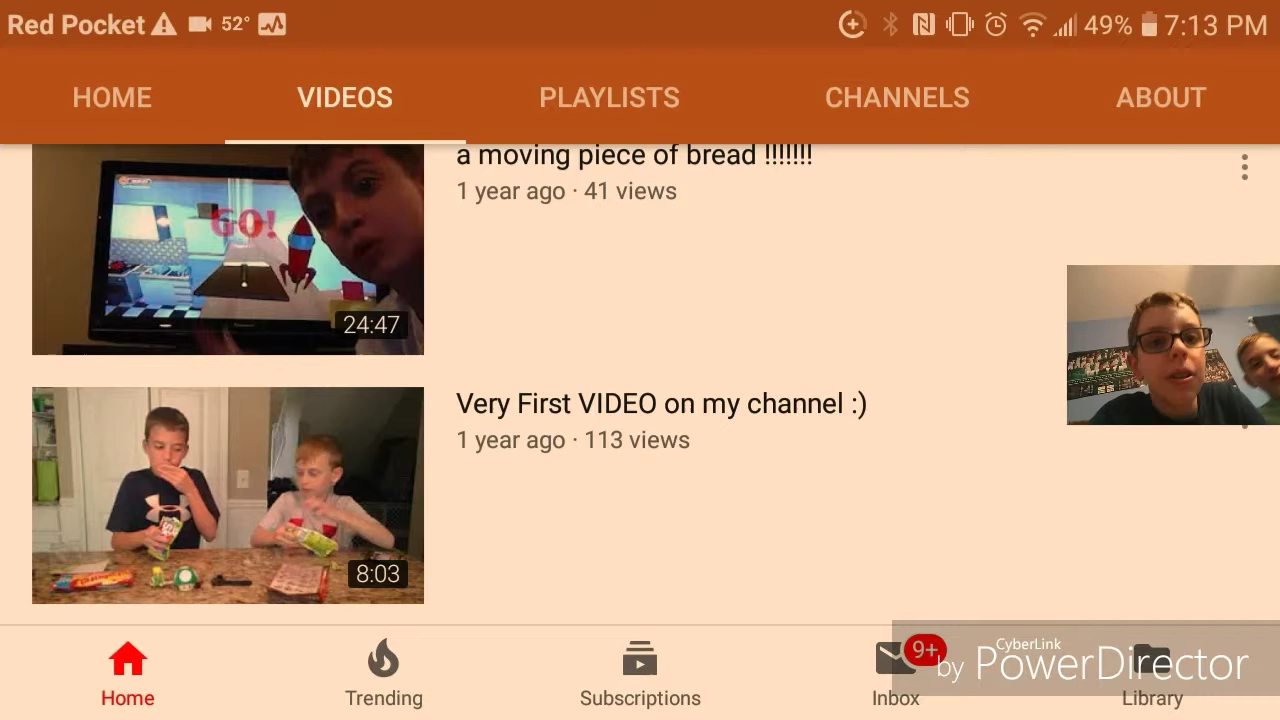 Red Pocket 52° 49% 7:13 PM
HOME VIDEOS PLAYLISTS CHANNELS ABOUT
a moving piece of bread !!!!!!!
1 year ago · 41 views
GO!
24:47
Very First VIDEO on my channel :)
1 year ago · 113 views
8:03
9+
Home Trending Subscriptions Inbox Library
CyberLink
by PowerDirector